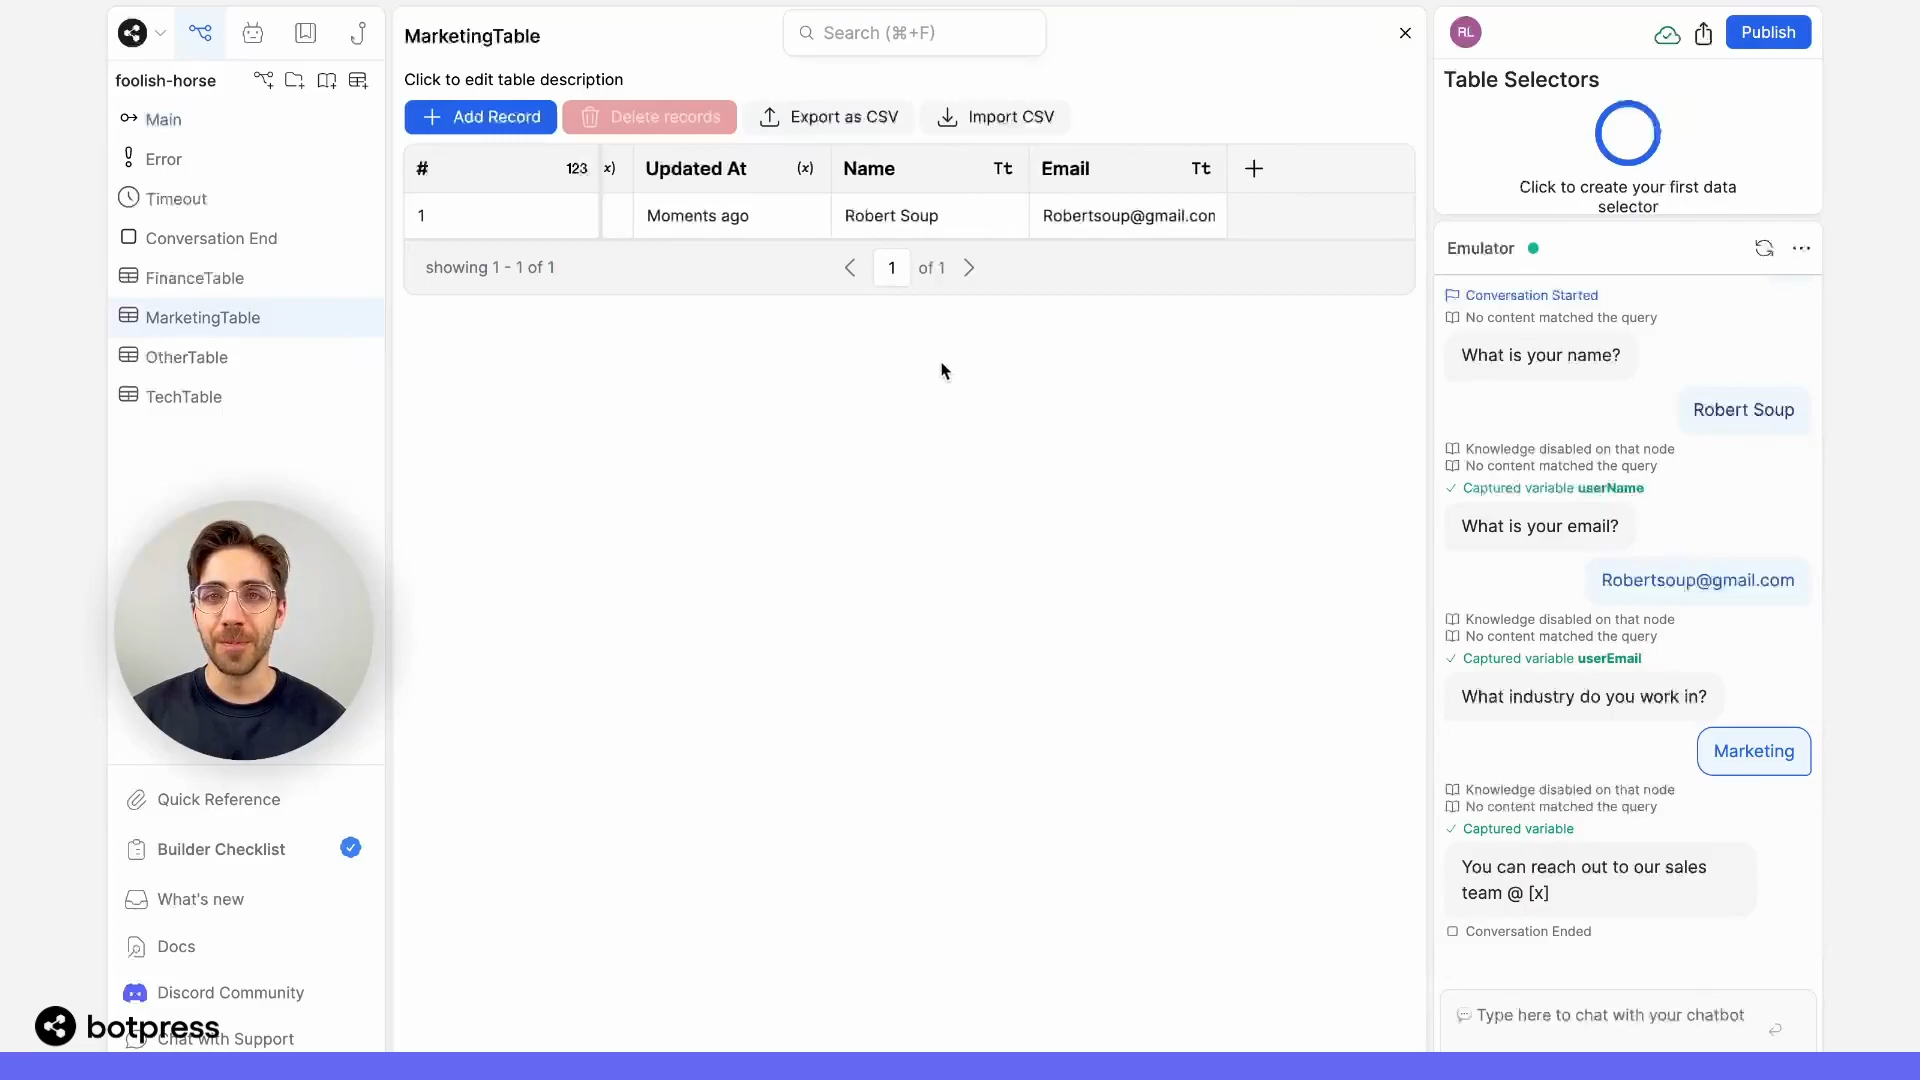 foolish-horse
Main
Error
Timeout
Conversation End
FinanceTable
MarketingTable
OtherTable
TechTable
Quick Reference
Builder Checklist
What's new
Docs
Discord Community
Chat with Support
botpress
MarketingTable
Search (⌘+F)
Click to edit table description
Add Record
Delete records
Export as CSV
Import CSV
# 123 x) Updated At (x) Name Tt Email Tt
1 Moments ago Robert Soup Robertsoup@gmail.con
showing 1 - 1 of 1
1 of 1
RL
Publish
Table Selectors
Click to create your first data
selector
Emulator
Conversation Started
No content matched the query
What is your name?
Robert Soup
Knowledge disabled on that node
No content matched the query
Captured variable userName
What is your email?
Robertsoup@gmail.com
Knowledge disabled on that node
No content matched the query
Captured variable userEmail
What industry do you work in?
Marketing
Knowledge disabled on that node
No content matched the query
Captured variable
You can reach out to our sales
team @ [x]
Conversation Ended
Type here to chat with your chatbot